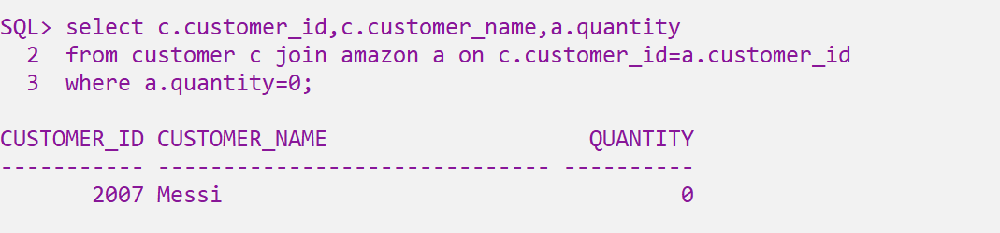 SQL> select c.customer_id,c.customer_name,a.quantity
  2  from customer c join amazon a on c.customer_id=a.customer_id
  3  where a.quantity=0;

CUSTOMER_ID CUSTOMER_NAME                    QUANTITY
----------- ------------------------------ ----------
       2007 Messi                                   0